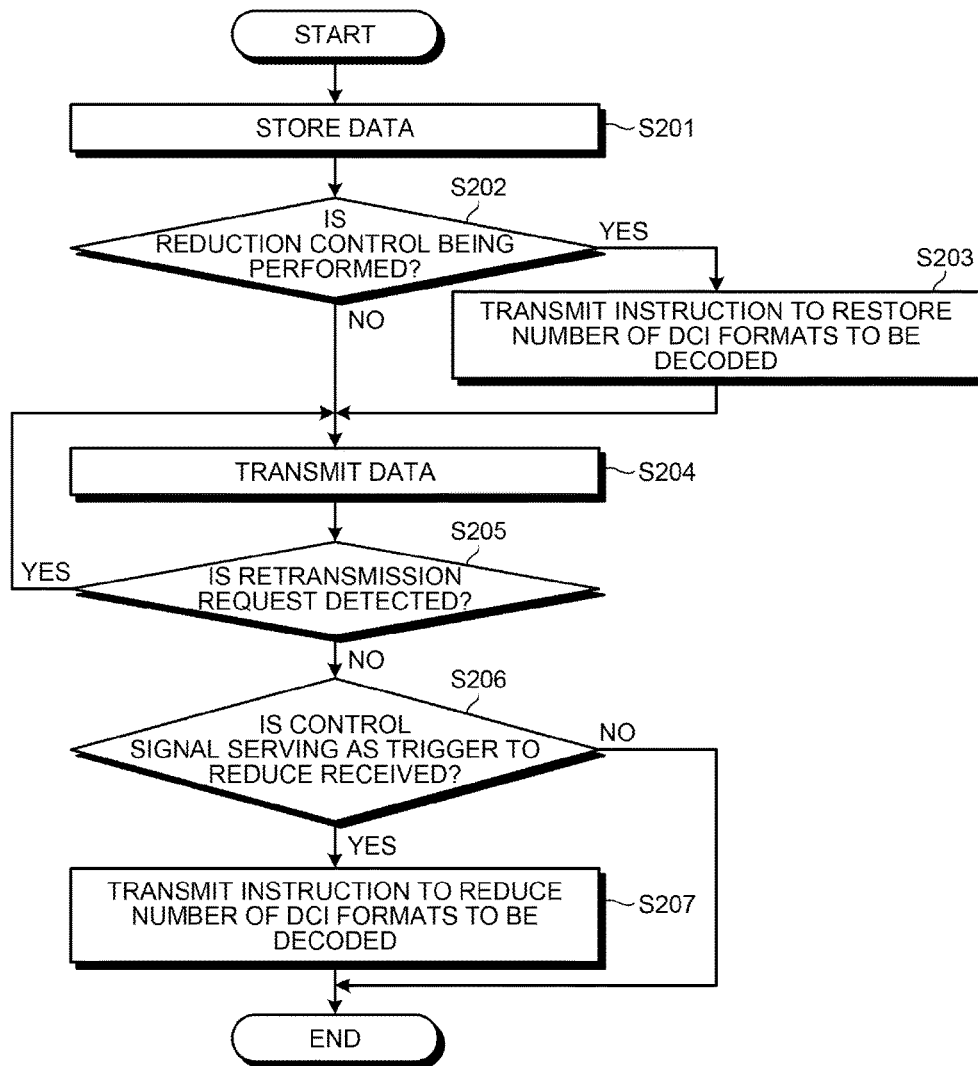 START
STORE DATA
S201
S202
IS
REDUCTION CONTROL BEING
PERFORMED?
YES
NO
S203
TRANSMIT INSTRUCTION TO RESTORE
NUMBER OF DCI FORMATS TO BE
DECODED
TRANSMIT DATA
S204
S205
IS RETRANSMISSION
REQUEST DETECTED?
YES
NO
S206
IS CONTROL
SIGNAL SERVING AS TRIGGER TO
REDUCE RECEIVED?
NO
YES
TRANSMIT INSTRUCTION TO REDUCE
NUMBER OF DCI FORMATS TO BE
DECODED
S207
END